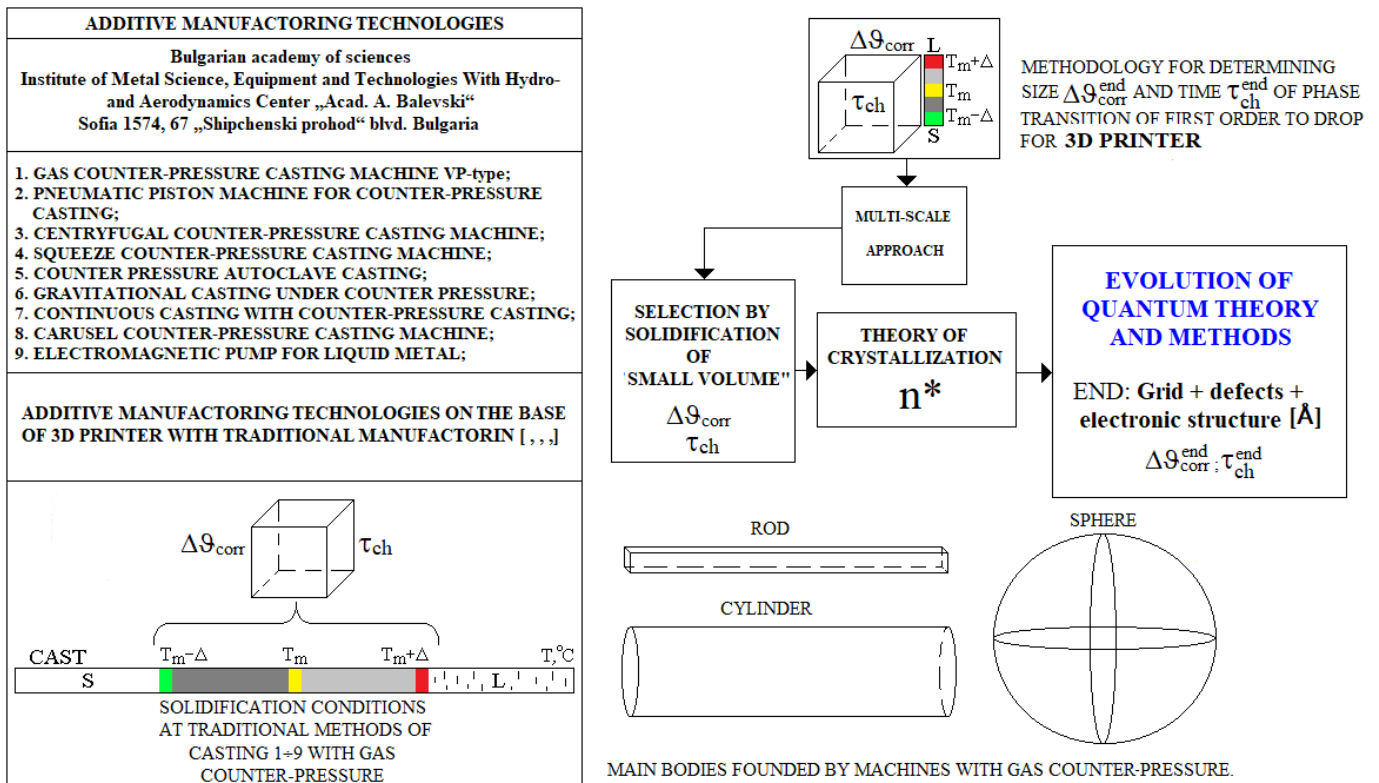 ADDITIVE MANUFACTORING TECHNOLOGIES
Bulgarian academy of sciences
Institute of Metal Science, Equipment and Technologies With Hydro-
and Aerodynamics Center „Acad. A. Balevski“
Sofia 1574, 67 „Shipchenski prohod“ blvd. Bulgaria
1. GAS COUNTER-PRESSURE CASTING MACHINE VP-type;
2. PNEUMATIC PISTON MACHINE FOR COUNTER-PRESSURE
CASTING;
3. CENTRYFUGAL COUNTER-PRESSURE CASTING MACHINE;
4. SQUEEZE COUNTER-PRESSURE CASTING MACHINE;
5. COUNTER PRESSURE AUTOCLAVE CASTING;
6. GRAVITATIONAL CASTING UNDER COUNTER PRESSURE;
7. CONTINUOUS CASTING WITH COUNTER-PRESSURE CASTING;
8. CARUSEL COUNTER-PRESSURE CASTING MACHINE;
9. ELECTROMAGNETIC PUMP FOR LIQUID METAL;
ADDITIVE MANUFACTORING TECHNOLOGIES ON THE BASE
OF 3D PRINTER WITH TRADITIONAL MANUFACTORIN [ , , ,]
Δϑcorr τch
CAST Tm−Δ Tm Tm+Δ T,°C
S L
SOLIDIFICATION CONDITIONS
AT TRADITIONAL METHODS OF
CASTING 1÷9 WITH GAS
COUNTER-PRESSURE
Δϑcorr L
Tm+Δ
τch Tm
Tm−Δ
S
METHODOLOGY FOR DETERMINING
SIZE Δϑcorr^end AND TIME τch^end OF PHASE
TRANSITION OF FIRST ORDER TO DROP
FOR 3D PRINTER
MULTI-SCALE
APPROACH
SELECTION BY
SOLIDIFICATION
OF
"SMALL VOLUME"
Δϑcorr
τch
THEORY OF
CRYSTALLIZATION
n*
EVOLUTION OF
QUANTUM THEORY
AND METHODS
END: Grid + defects +
electronic structure [Å]
Δϑcorr^end ; τch^end
ROD
SPHERE
CYLINDER
MAIN BODIES FOUNDED BY MACHINES WITH GAS COUNTER-PRESSURE.